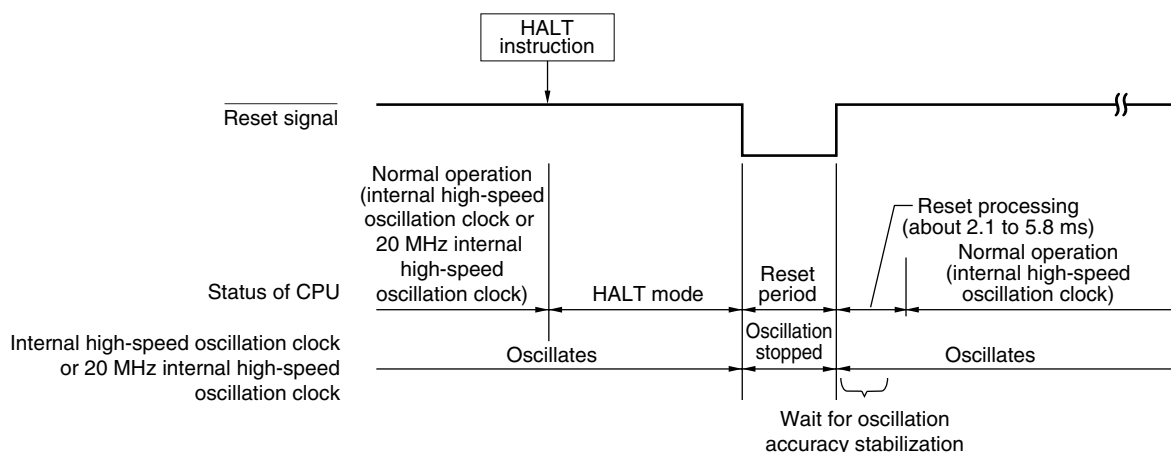 HALT
instruction
Reset signal
Normal operation
(internal high-speed
oscillation clock or
20 MHz internal
high-speed
oscillation clock)
Reset processing
(about 2.1 to 5.8 ms)
Status of CPU
HALT mode
Reset
period
Normal operation
(internal high-speed
oscillation clock)
Internal high-speed oscillation clock
or 20 MHz internal high-speed
oscillation clock
Oscillates
Oscillation
stopped
Oscillates
Wait for oscillation
accuracy stabilization